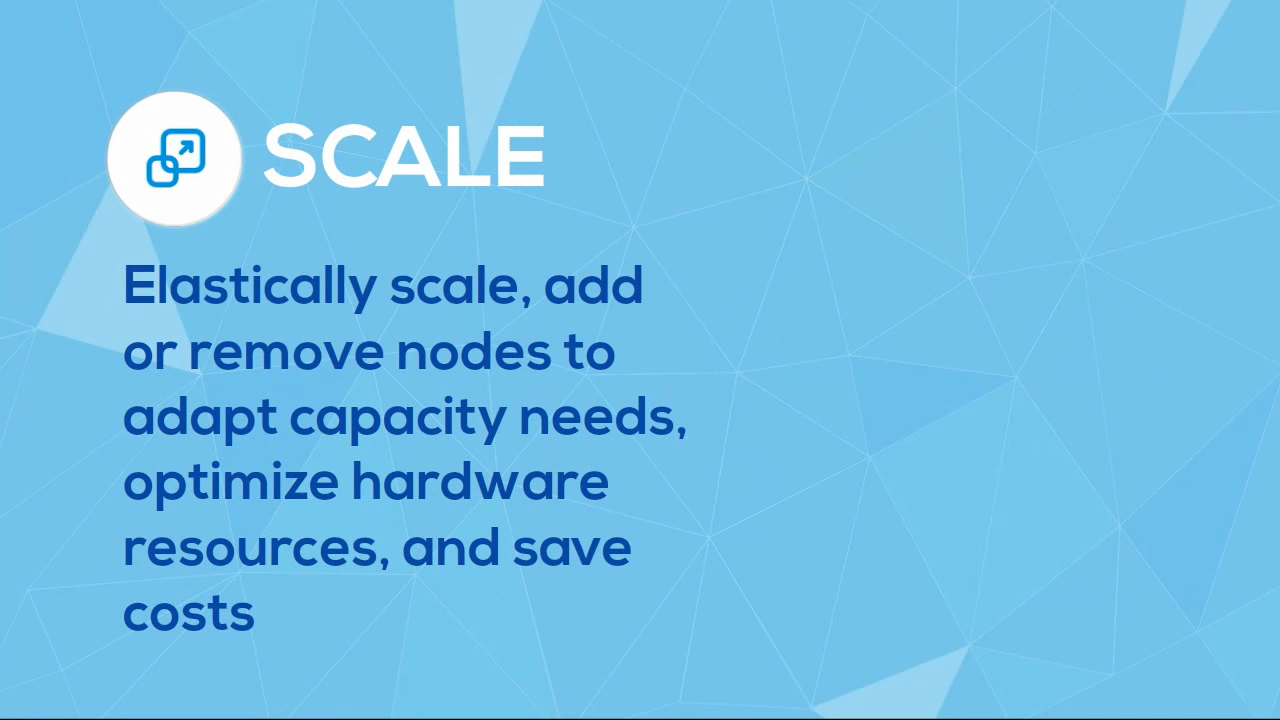 SCALE
Elastically scale, add
or remove nodes to
adapt capacity needs,
optimize hardware
resources, and save
costs